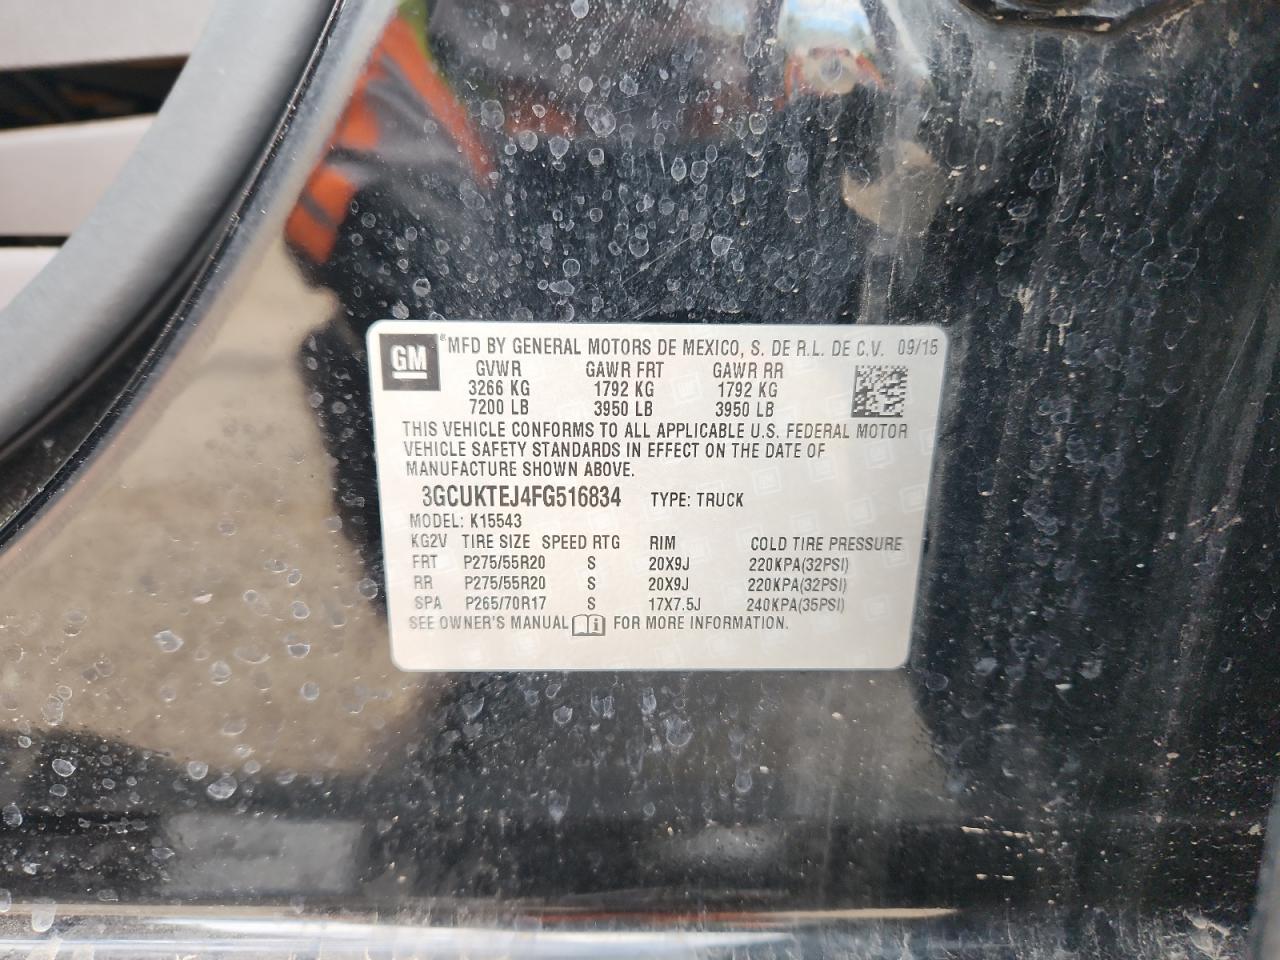 GM ® MFD BY GENERAL MOTORS DE MEXICO, S. DE R.L. DE C.V. 09/15
GVWR GAWR FRT GAWR RR
3266 KG 1792 KG 1792 KG
7200 LB 3950 LB 3950 LB
THIS VEHICLE CONFORMS TO ALL APPLICABLE U.S. FEDERAL MOTOR
VEHICLE SAFETY STANDARDS IN EFFECT ON THE DATE OF
MANUFACTURE SHOWN ABOVE.
3GCUKTEJ4FG516834 TYPE: TRUCK
MODEL: K15543
KG2V TIRE SIZE SPEED RTG RIM COLD TIRE PRESSURE
FRT P275/55R20 S 20X9J 220KPA(32PSI)
RR P275/55R20 S 20X9J 220KPA(32PSI)
SPA P265/70R17 S 17X7.5J 240KPA(35PSI)
SEE OWNER'S MANUAL FOR MORE INFORMATION.